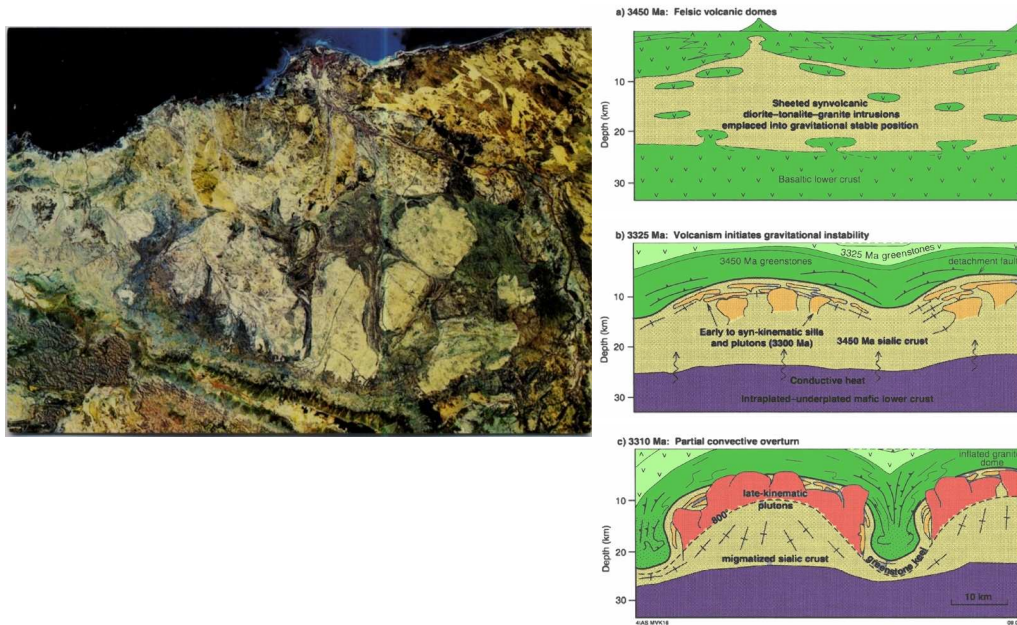 a) 3450 Ma: Felsic volcanic domes
10
20
30
Depth (km)
Sheeted synvolcanic
diorite–tonalite–granite intrusions
emplaced into gravitational stable position
Basaltic lower crust
b) 3325 Ma: Volcanism initiates gravitational instability
3450 Ma greenstones
3325 Ma greenstones
detachment fault
10
20
30
Depth (km)
Early to syn-kinematic sills
and plutons (3300 Ma)
3450 Ma sialic crust
Conductive heat
Intraplated–underplated mafic lower crust
c) 3310 Ma: Partial convective overturn
inflated granite
dome
10
20
30
Depth (km)
late-kinematic
plutons
800°
migmatized sialic crust
greenstone keel
10 km
4IAS MVK16